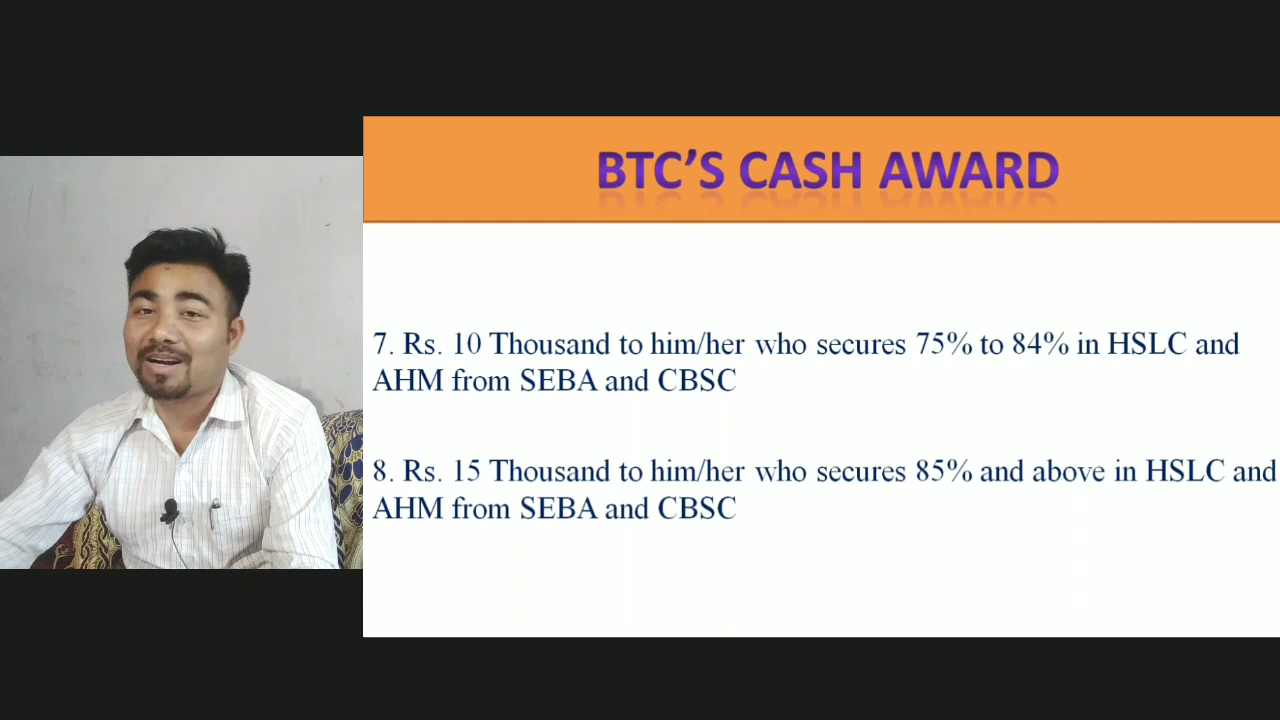 BTC'S CASH AWARD
7. Rs. 10 Thousand to him/her who secures 75% to 84% in HSLC and
AHM from SEBA and CBSC
8. Rs. 15 Thousand to him/her who secures 85% and above in HSLC and
AHM from SEBA and CBSC